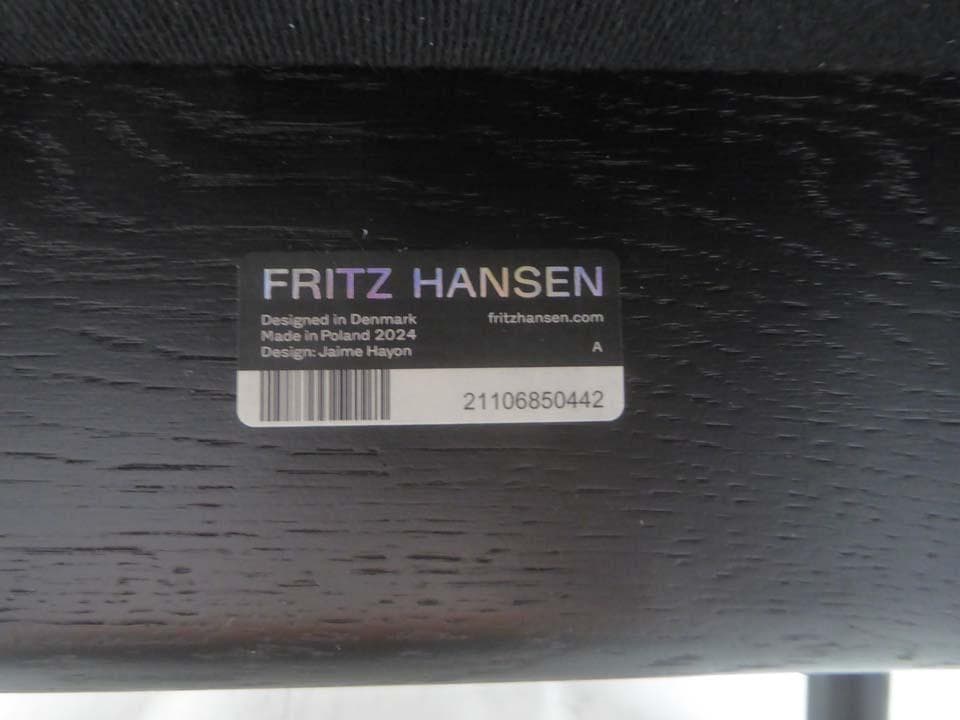 FRITZ HANSEN
Designed in Denmark
fritzhansen.com
Made in Poland 2024
Design: Jaime Hayon
A
21106850442